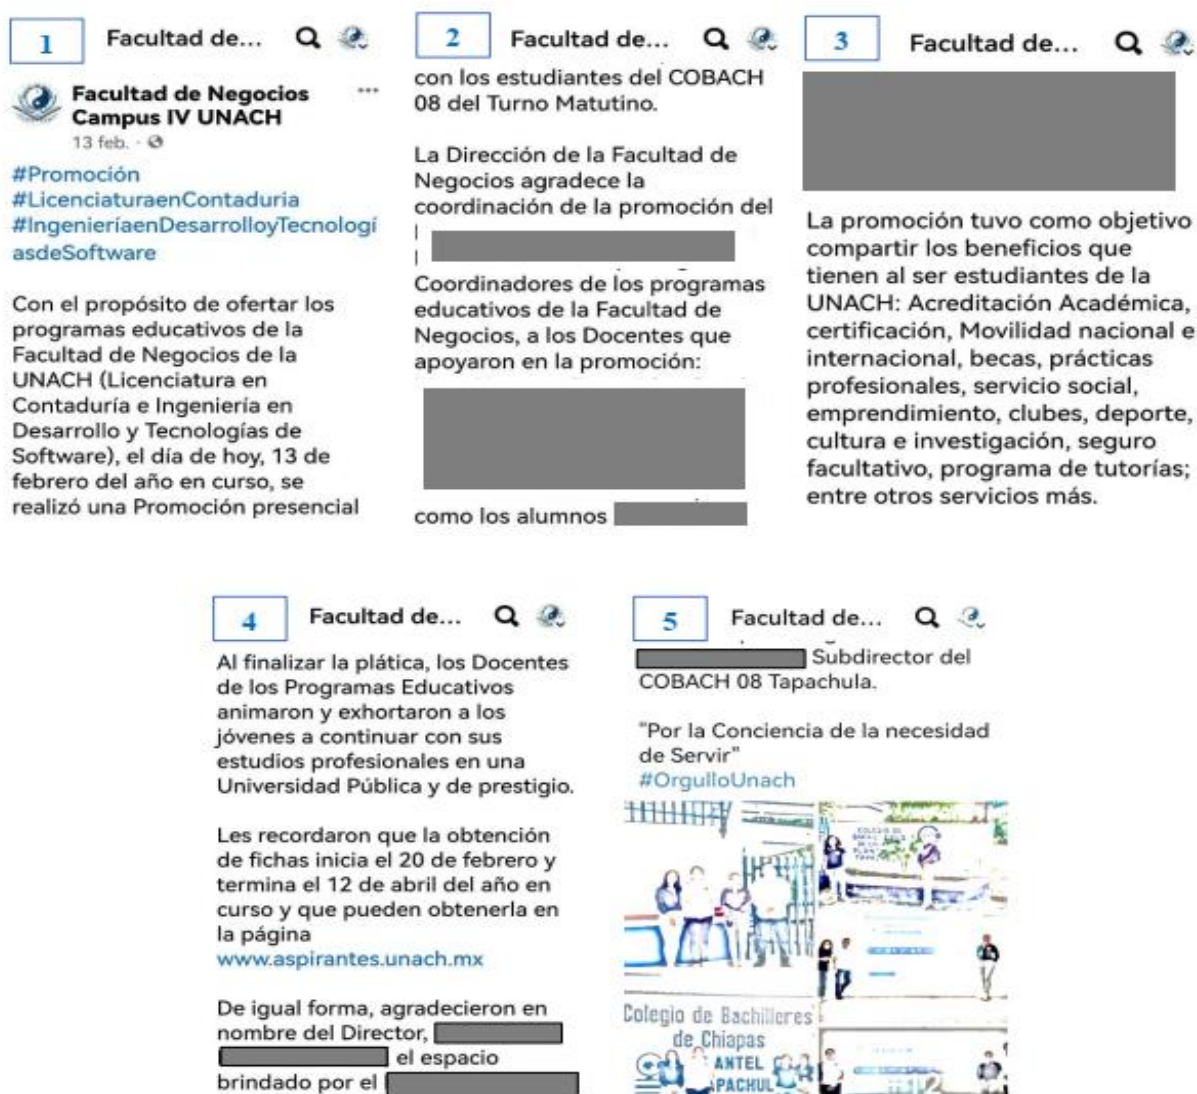 1
Facultad de...
Facultad de Negocios
Campus IV UNACH
13 feb. ·
#Promoción
#LicenciaturaenContaduria
#IngenieríaenDesarrolloyTecnologí
asdeSoftware
Con el propósito de ofertar los
programas educativos de la
Facultad de Negocios de la
UNACH (Licenciatura en
Contaduría e Ingeniería en
Desarrollo y Tecnologías de
Software), el día de hoy, 13 de
febrero del año en curso, se
realizó una Promoción presencial
2
Facultad de...
con los estudiantes del COBACH
08 del Turno Matutino.
La Dirección de la Facultad de
Negocios agradece la
coordinación de la promoción del
Coordinadores de los programas
educativos de la Facultad de
Negocios, a los Docentes que
apoyaron en la promoción:
como los alumnos
3
Facultad de...
La promoción tuvo como objetivo
compartir los beneficios que
tienen al ser estudiantes de la
UNACH: Acreditación Académica,
certificación, Movilidad nacional e
internacional, becas, prácticas
profesionales, servicio social,
emprendimiento, clubes, deporte,
cultura e investigación, seguro
facultativo, programa de tutorías;
entre otros servicios más.
4
Facultad de...
Al finalizar la plática, los Docentes
de los Programas Educativos
animaron y exhortaron a los
jóvenes a continuar con sus
estudios profesionales en una
Universidad Pública y de prestigio.
Les recordaron que la obtención
de fichas inicia el 20 de febrero y
termina el 12 de abril del año en
curso y que pueden obtenerla en
la página
www.aspirantes.unach.mx
De igual forma, agradecieron en
nombre del Director,
el espacio
brindado por el
5
Facultad de...
Subdirector del
COBACH 08 Tapachula.
"Por la Conciencia de la necesidad
de Servir"
#OrgulloUnach
Colegio de Bachilleres
de Chiapas